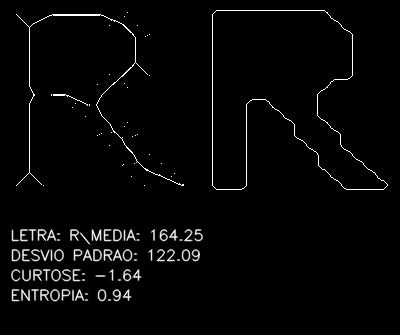 R R
LETRA: R\MEDIA: 164.25
DESVIO PADRAO: 122.09
CURTOSE: -1.64
ENTROPIA: 0.94